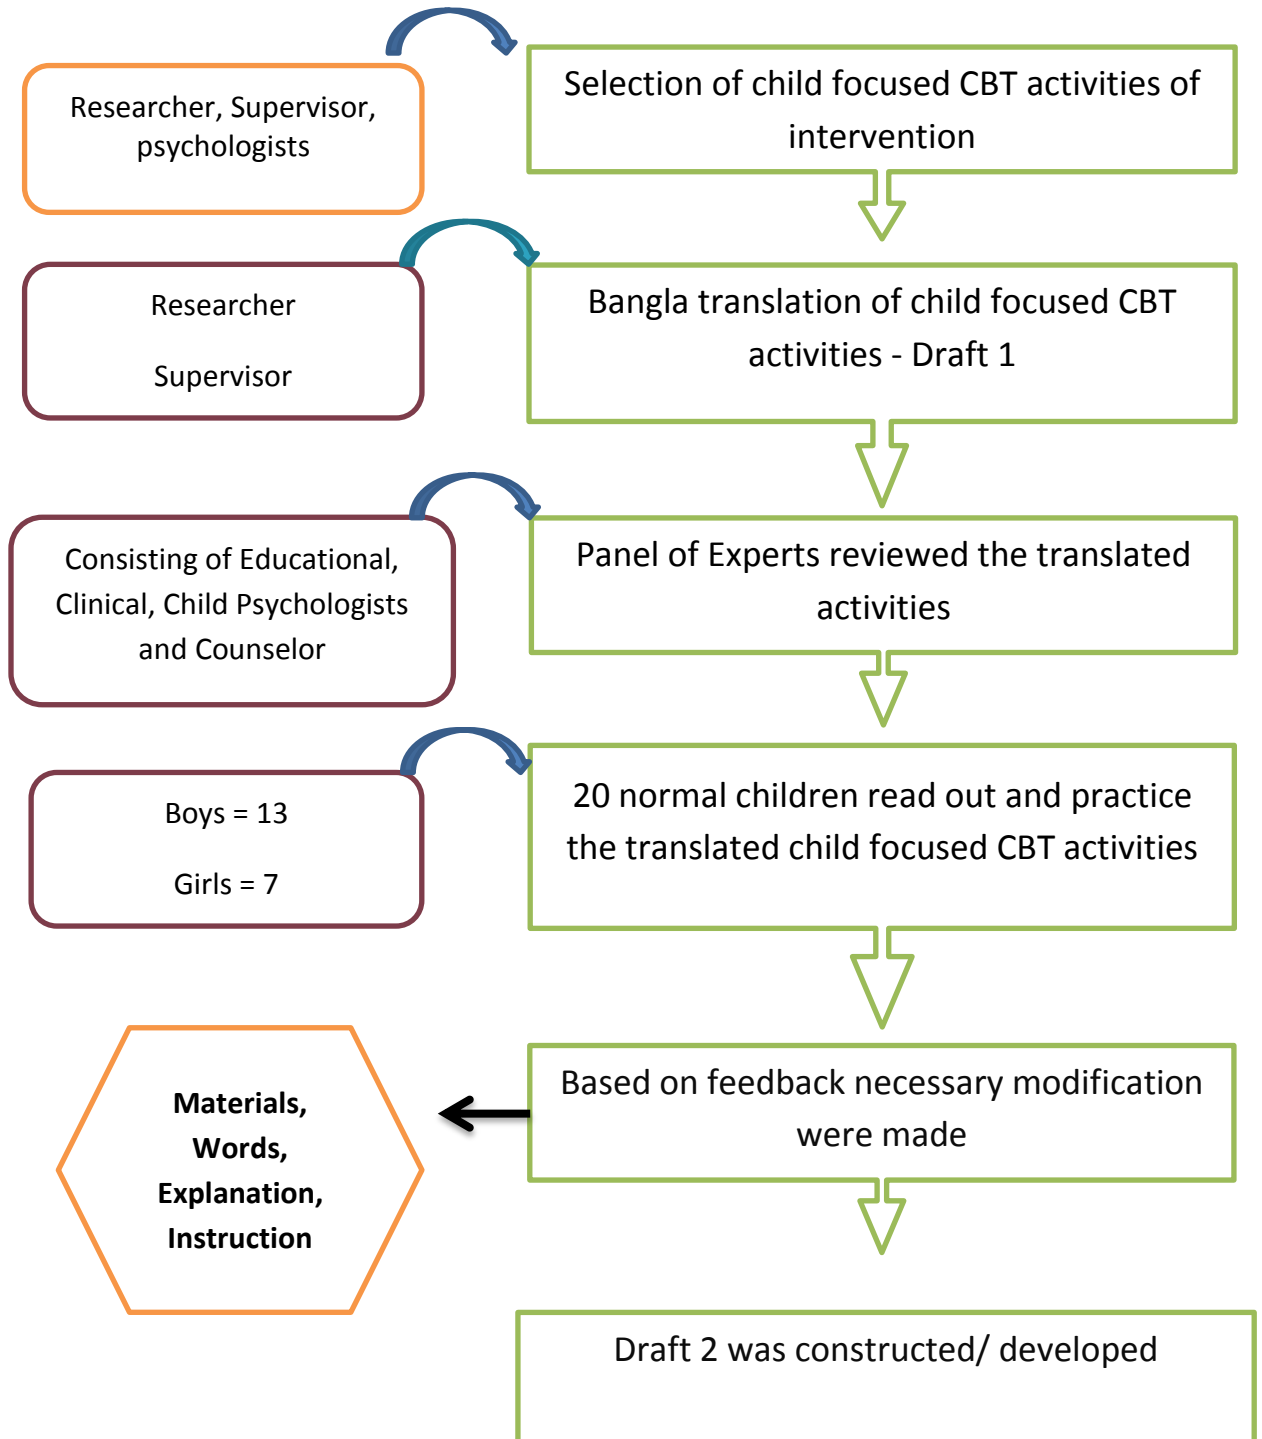 Researcher, Supervisor,
psychologists
Selection of child focused CBT activities of
intervention
Researcher
Supervisor
Bangla translation of child focused CBT
activities - Draft 1
Consisting of Educational,
Clinical, Child Psychologists
and Counselor
Panel of Experts reviewed the translated
activities
Boys = 13
Girls = 7
20 normal children read out and practice
the translated child focused CBT activities
Based on feedback necessary modification
were made
Materials,
Words,
Explanation,
Instruction
Draft 2 was constructed/ developed